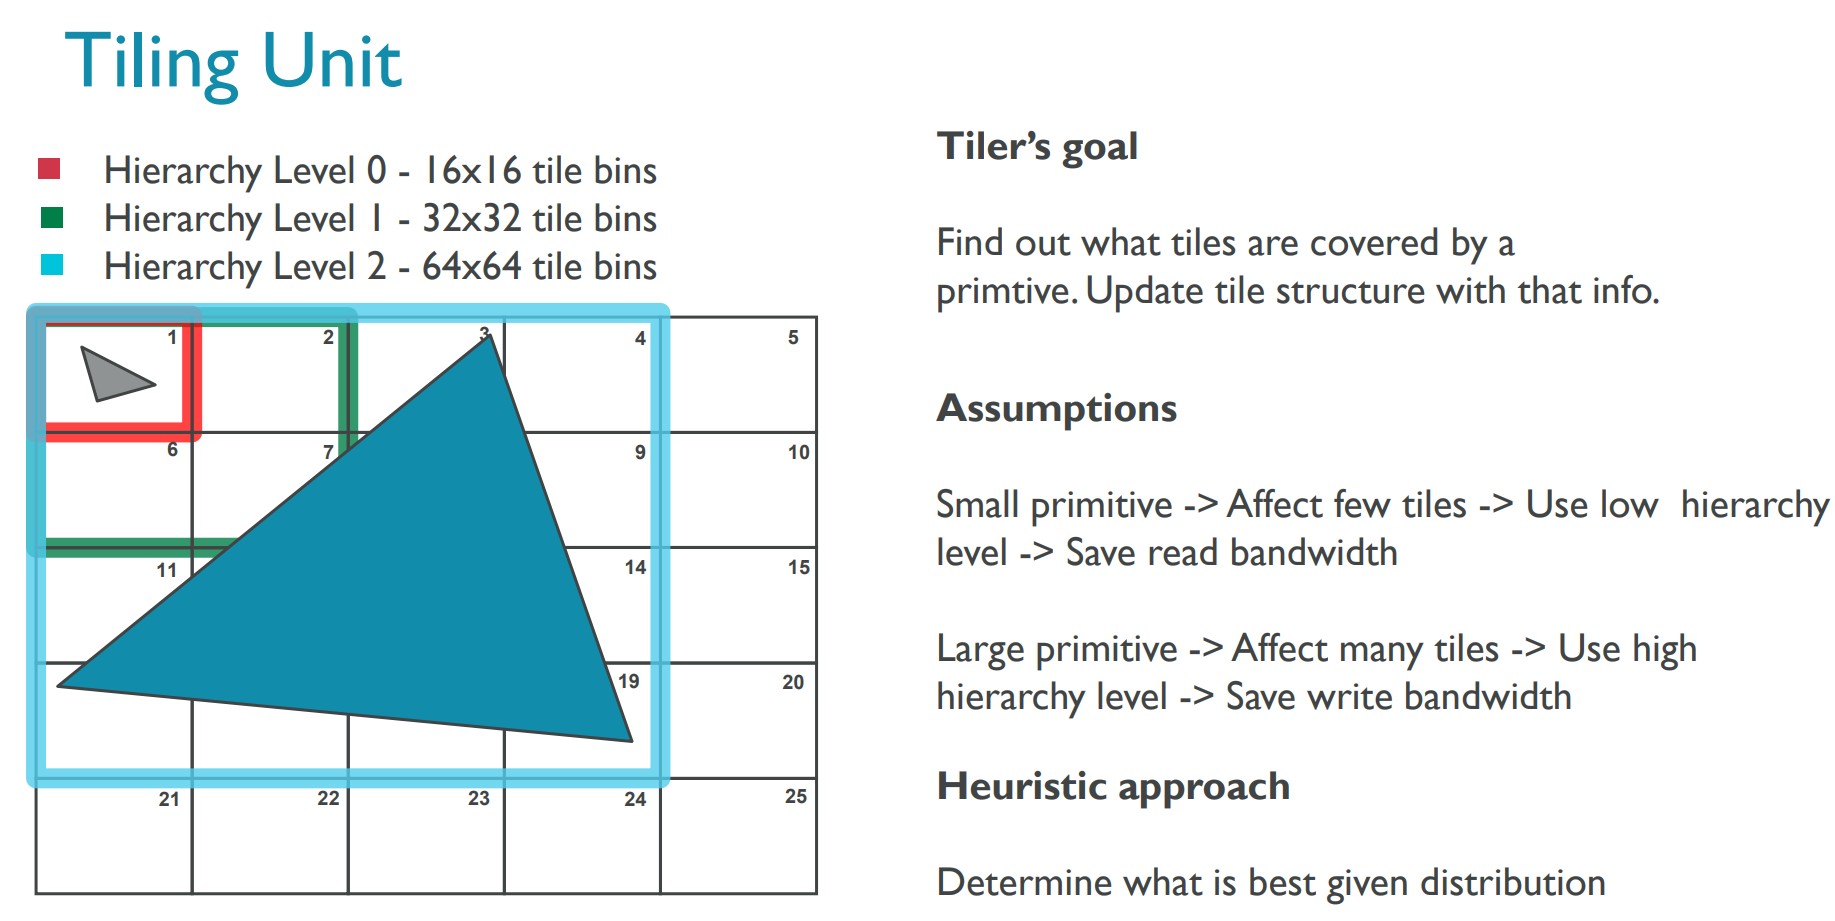 Tiling Unit
Hierarchy Level 0 - 16x16 tile bins
Hierarchy Level 1 - 32x32 tile bins
Hierarchy Level 2 - 64x64 tile bins
1 2 3 4 5
6 7 9 10
11 14 15
19 20
21 22 23 24 25
Tiler’s goal
Find out what tiles are covered by a
primtive. Update tile structure with that info.
Assumptions
Small primitive -> Affect few tiles -> Use low hierarchy
level -> Save read bandwidth
Large primitive -> Affect many tiles -> Use high
hierarchy level -> Save write bandwidth
Heuristic approach
Determine what is best given distribution